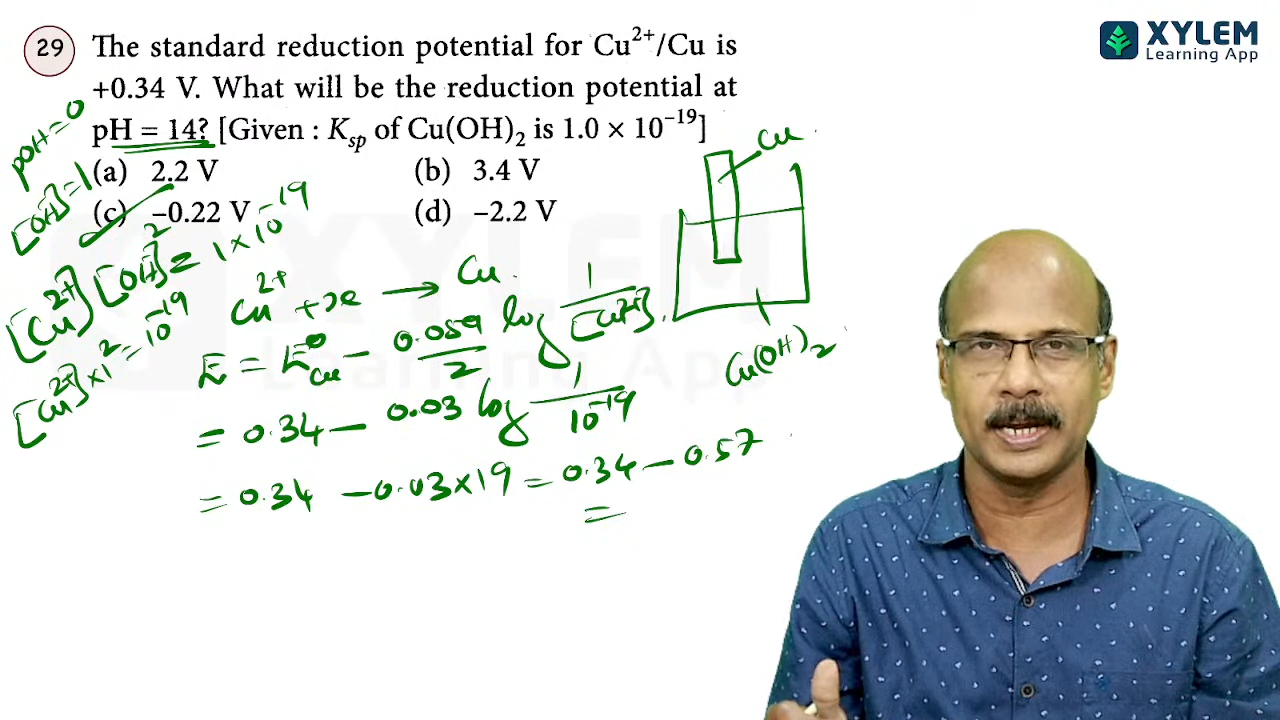 29 The standard reduction potential for Cu²⁺/Cu is
+0.34 V. What will be the reduction potential at
pH = 14? [Given : Kₛₚ of Cu(OH)₂ is 1.0 × 10⁻¹⁹]
(a) 2.2 V (b) 3.4 V
(c) –0.22 V (d) –2.2 V
XYLEM
Learning App
pOH = 0
[OH⁻] = 1
[Cu²⁺][OH⁻]² = 1 × 10⁻¹⁹
[Cu²⁺] × 1² = 10⁻¹⁹
Cu
Cu(OH)₂
Cu²⁺ + 2e → Cu
E = E⁰Cu – 0.059/2 log 1/[Cu²⁺]
= 0.34 – 0.03 log 1/10⁻¹⁹
= 0.34 – 0.03 × 19 = 0.34 – 0.57
=
XYLEM
Learning App